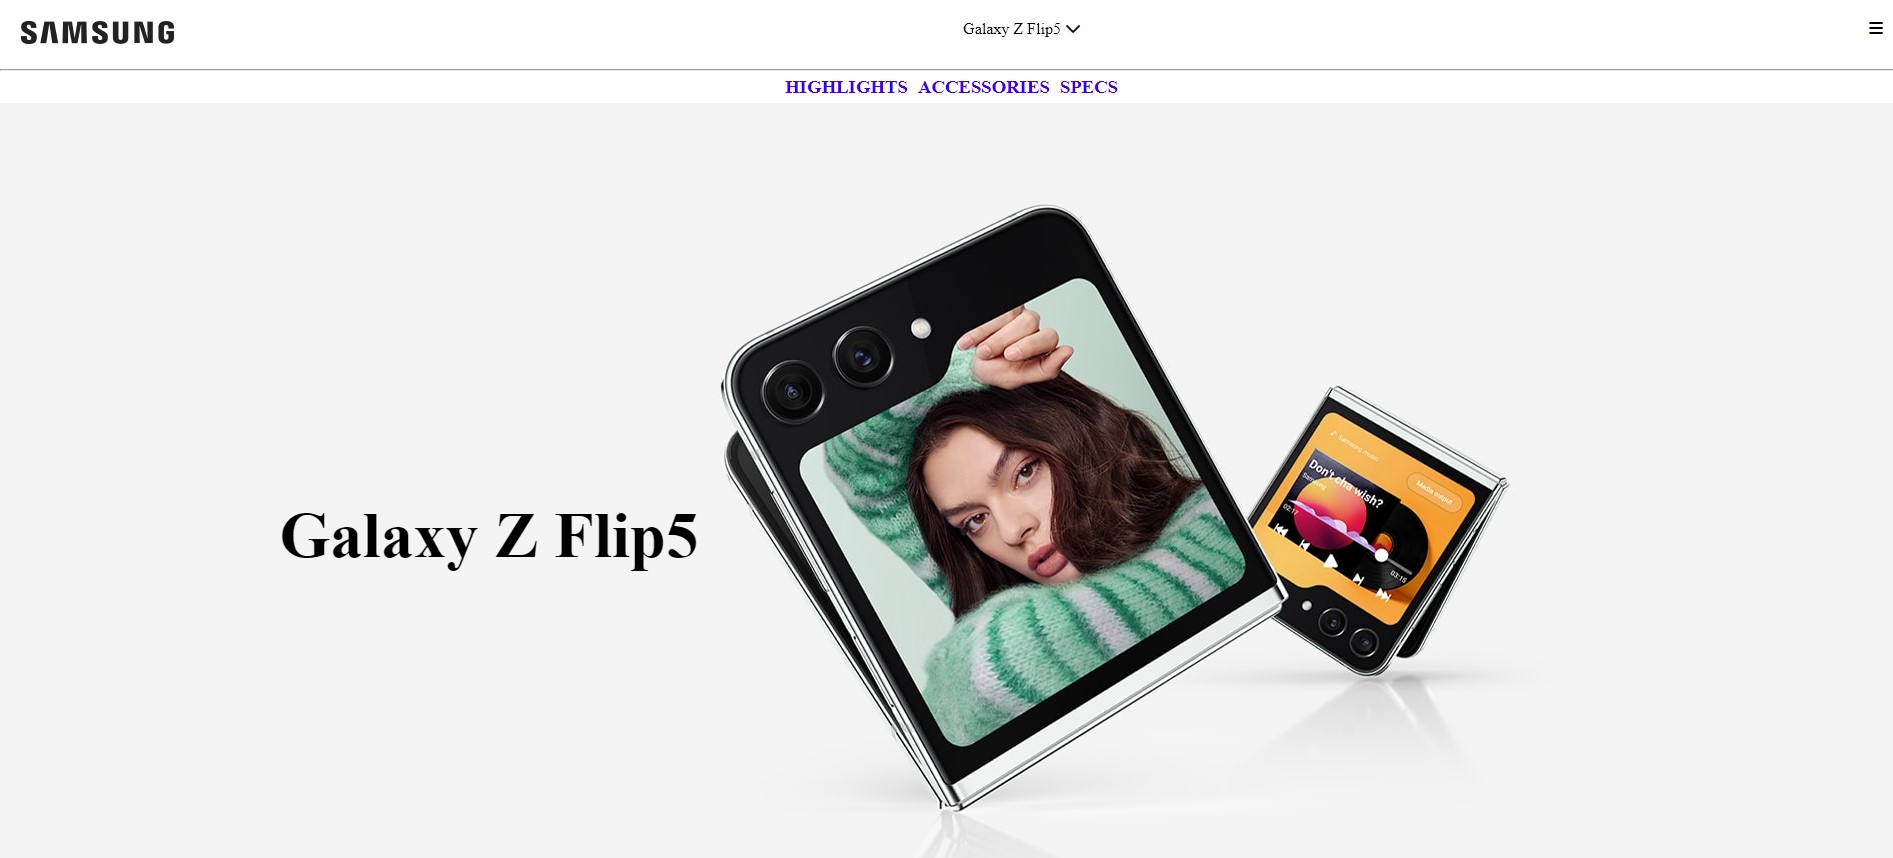 SAMSUNG
Galaxy Z Flip5
HIGHLIGHTS ACCESSORIES SPECS
Galaxy Z Flip5
Samsung music
Media output
Don't cha wish?
Samsung
02:17
03:15